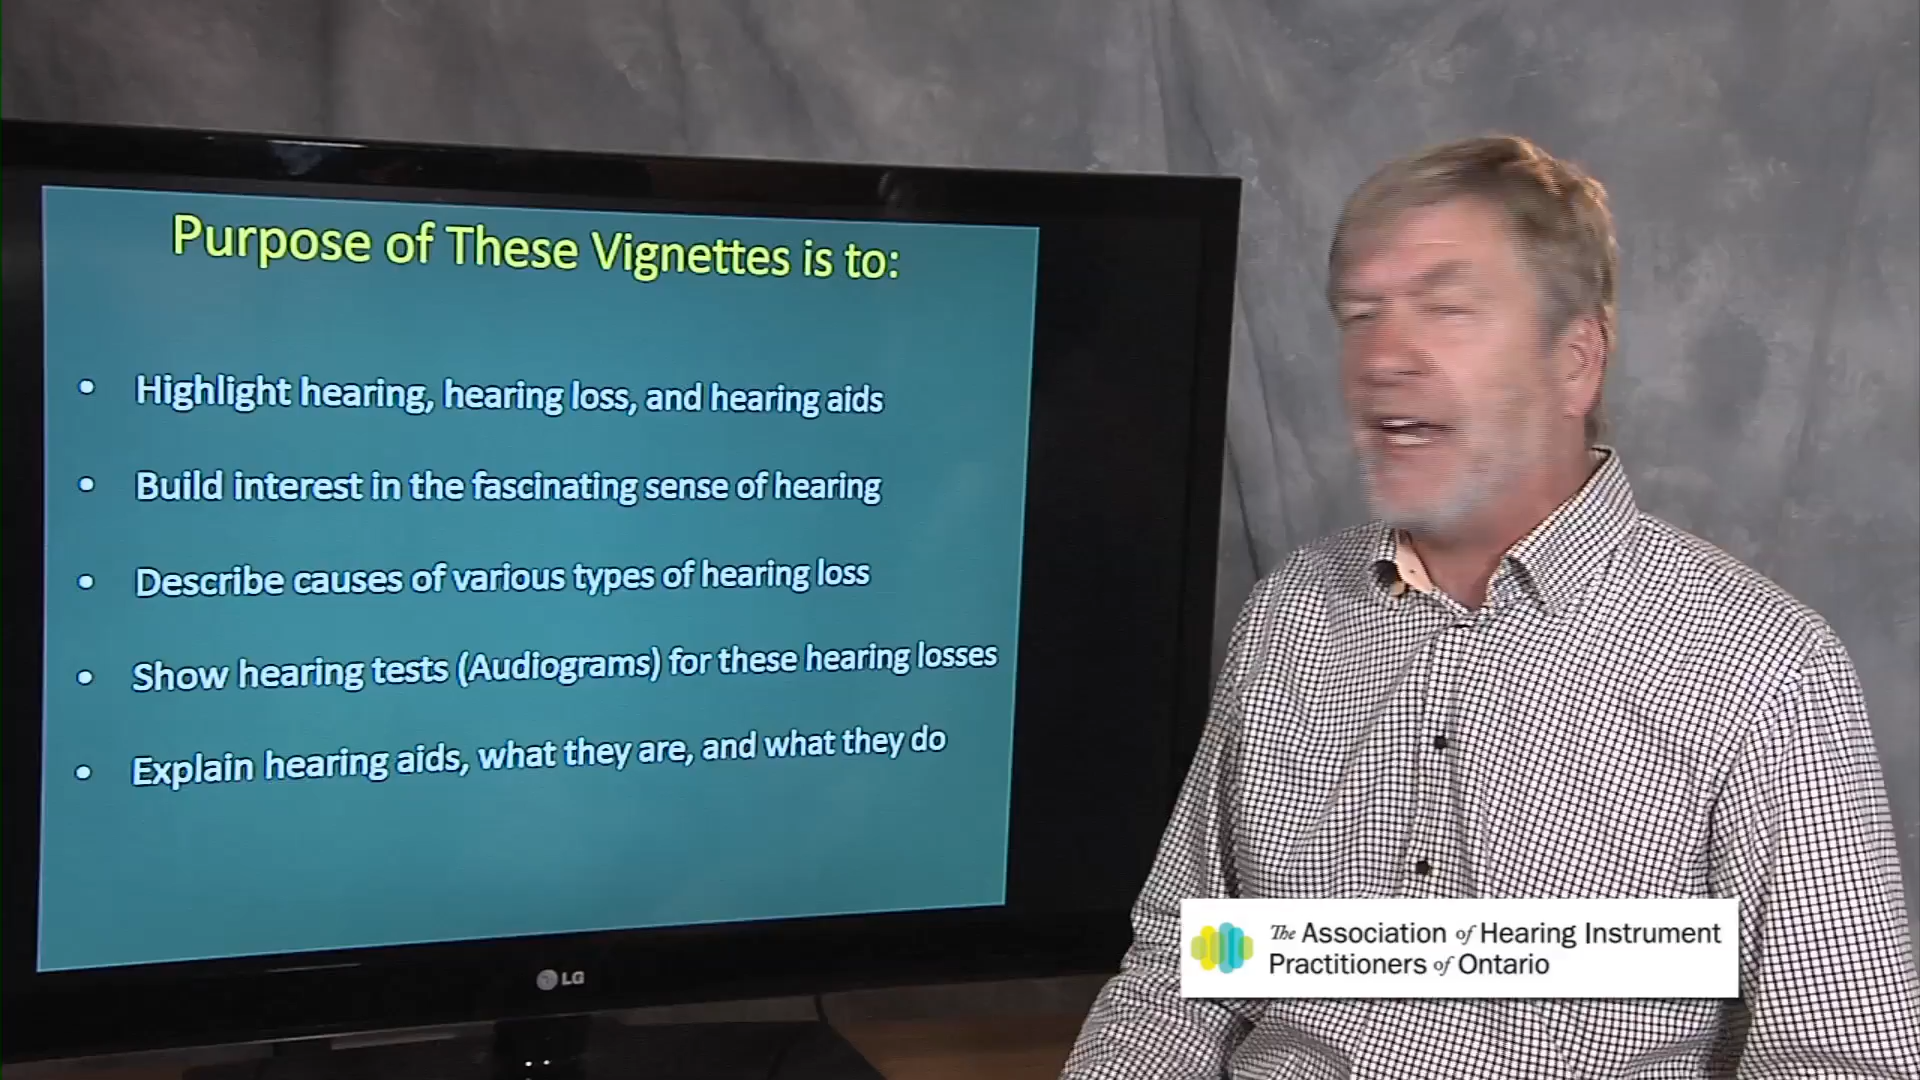 Purpose of These Vignettes is to:
• Highlight hearing, hearing loss, and hearing aids
• Build interest in the fascinating sense of hearing
• Describe causes of various types of hearing loss
• Show hearing tests (Audiograms) for these hearing losses
• Explain hearing aids, what they are, and what they do
LG
The Association of Hearing Instrument
Practitioners of Ontario